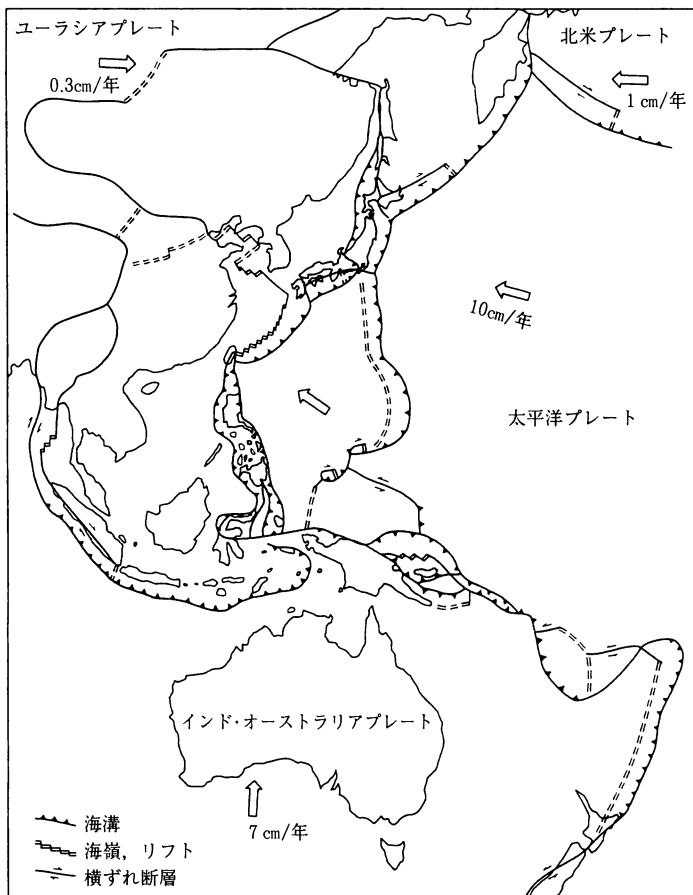 ユーラシアプレート
0.3cm/年
北米プレート
1cm/年
10cm/年
太平洋プレート
インド・オーストラリアプレート
7cm/年
海溝
海嶺，リフト
横ずれ断層